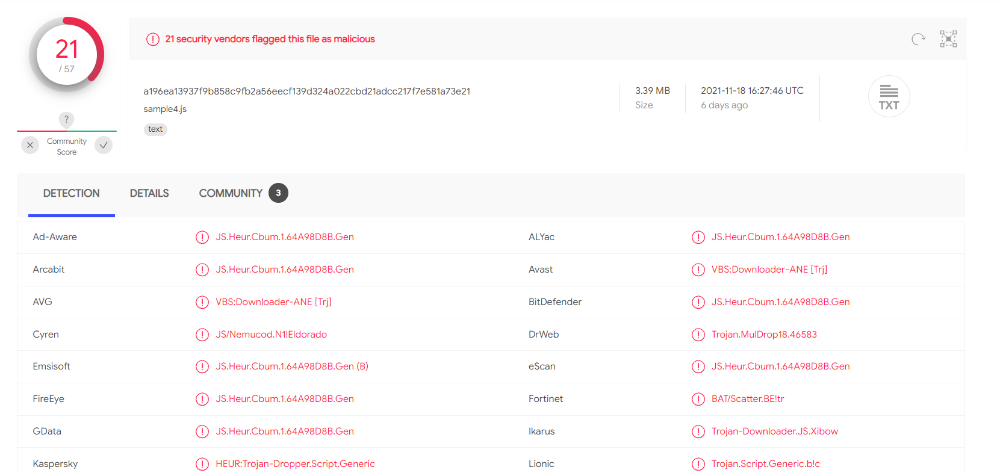 21
/ 57
?
Community
Score
21 security vendors flagged this file as malicious
a196ea13937f9b858c9fb2a56eecf139d324a022cbd21adcc217f7e581a73e21
sample4.js
text
3.39 MB
Size
2021-11-18 16:27:46 UTC
6 days ago
TXT
DETECTION DETAILS COMMUNITY 3
Ad-Aware JS.Heur.Cbum.1.64A98D8B.Gen ALYac JS.Heur.Cbum.1.64A98D8B.Gen
Arcabit JS.Heur.Cbum.1.64A98D8B.Gen Avast VBS:Downloader-ANE [Trj]
AVG VBS:Downloader-ANE [Trj] BitDefender JS.Heur.Cbum.1.64A98D8B.Gen
Cyren JS/Nemucod.N1!Eldorado DrWeb Trojan.MulDrop18.46583
Emsisoft JS.Heur.Cbum.1.64A98D8B.Gen (B) eScan JS.Heur.Cbum.1.64A98D8B.Gen
FireEye JS.Heur.Cbum.1.64A98D8B.Gen Fortinet BAT/Scatter.BE!tr
GData JS.Heur.Cbum.1.64A98D8B.Gen Ikarus Trojan-Downloader.JS.Xibow
Kaspersky HEUR:Trojan-Dropper.Script.Generic Lionic Trojan.Script.Generic.b!c